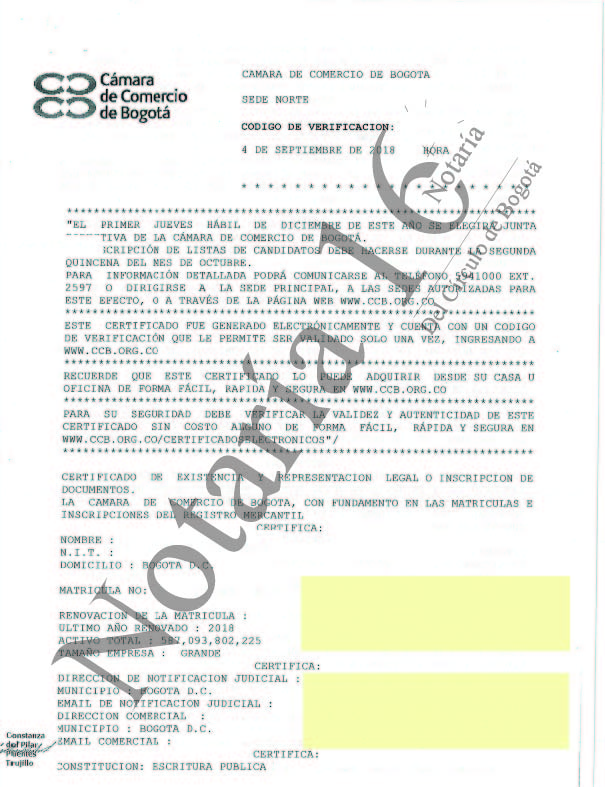 Cámara
de Comercio
de Bogotá
CAMARA DE COMERCIO DE BOGOTA
SEDE NORTE
CODIGO DE VERIFICACION:
4 DE SEPTIEMBRE DE 2018 HORA
* * * * * * * * * * * * * * * * * * * * * *
"EL PRIMER JUEVES HÁBIL DE DICIEMBRE DE ESTE AÑO SE ELEGIRA JUNTA
TIVA DE LA CÁMARA DE COMERCIO DE BOGOTÁ.
CRIPCIÓN DE LISTAS DE CANDIDATOS DEBE HACERSE DURANTE LA SEGUNDA
QUINCENA DEL MES DE OCTUBRE.
PARA INFORMACIÓN DETALLADA PODRÁ COMUNICARSE AL TELÉFONO 5941000 EXT.
2597 O DIRIGIRSE A LA SEDE PRINCIPAL, A LAS SEDES AUTORIZADAS PARA
ESTE EFECTO, O A TRAVÉS DE LA PÁGINA WEB WWW.CCB.ORG.CO
ESTE CERTIFICADO FUE GENERADO ELECTRÓNICAMENTE Y CUENTA CON UN CODIGO
DE VERIFICACIÓN QUE LE PERMITE SER VALIDADO SOLO UNA VEZ, INGRESANDO A
WWW.CCB.ORG.CO
RECUERDE QUE ESTE CERTIFICADO LO PUEDE ADQUIRIR DESDE SU CASA U
OFICINA DE FORMA FÁCIL, RAPIDA Y SEGURA EN WWW.CCB.ORG.CO
PARA SU SEGURIDAD DEBE VERIFICAR LA VALIDEZ Y AUTENTICIDAD DE ESTE
CERTIFICADO SIN COSTO ALGUNO DE FORMA FÁCIL, RÁPIDA Y SEGURA EN
WWW.CCB.ORG.CO/CERTIFICADOSELECTRONICOS"/
CERTIFICADO DE EXISTENCIA Y REPRESENTACION LEGAL O INSCRIPCION DE
DOCUMENTOS.
LA CAMARA DE COMERCIO DE BOGOTA, CON FUNDAMENTO EN LAS MATRICULAS E
INSCRIPCIONES DEL REGISTRO MERCANTIL
CERTIFICA:
NOMBRE :
N.I.T. :
DOMICILIO : BOGOTA D.C.
MATRICULA NO:
RENOVACION DE LA MATRICULA :
ULTIMO AÑO RENOVADO : 2018
ACTIVO TOTAL : 587,093,802,225
TAMAÑO EMPRESA : GRANDE
CERTIFICA:
DIRECCION DE NOTIFICACION JUDICIAL :
MUNICIPIO : BOGOTA D.C.
EMAIL DE NOTIFICACION JUDICIAL :
DIRECCION COMERCIAL :
MUNICIPIO : BOGOTA D.C.
EMAIL COMERCIAL :
CERTIFICA:
CONSTITUCION: ESCRITURA PUBLICA
Constanza
del Pilar
Puentes
Trujillo
Notaría 16
Notaría
Del Círculo de Bogotá